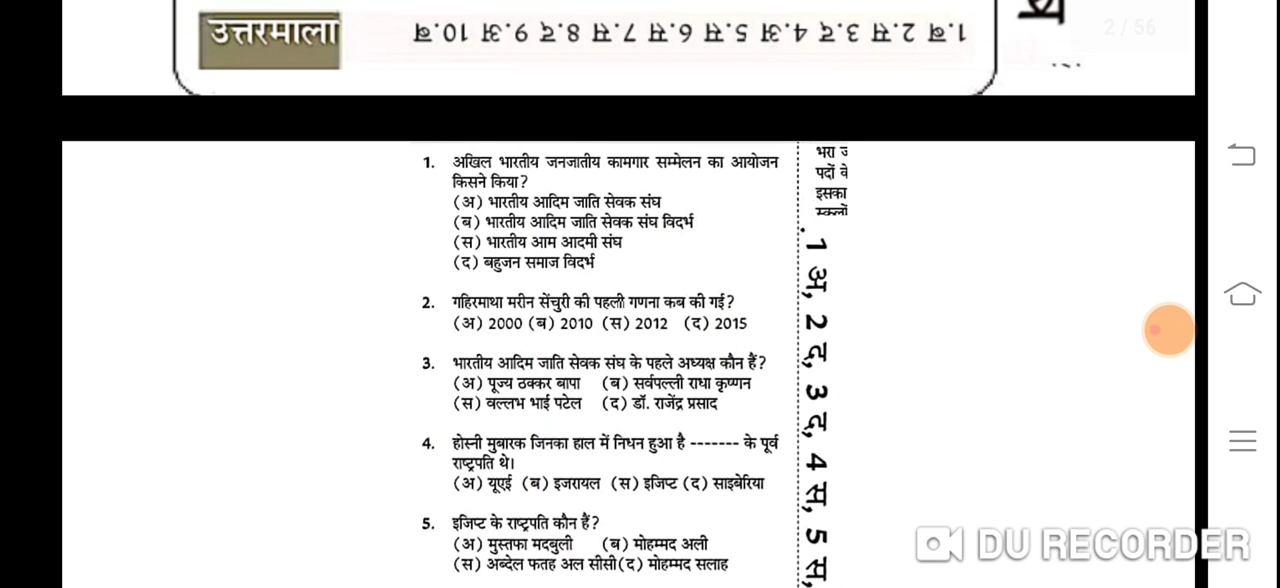 उत्तरमाला
1.ब 2.स 3.द 4.अ 5.स 6.स 7.स 8.द 9.अ 10.ब
2 / 56
1. अखिल भारतीय जनजातीय कामगार सम्मेलन का आयोजन
किसने किया?
(अ) भारतीय आदिम जाति सेवक संघ
(ब) भारतीय आदिम जाति सेवक संघ विदर्भ
(स) भारतीय आम आदमी संघ
(द) बहुजन समाज विदर्भ
2. गहिरमाथा मरीन सेंचुरी की पहली गणना कब की गई?
(अ) 2000 (ब) 2010 (स) 2012 (द) 2015
3. भारतीय आदिम जाति सेवक संघ के पहले अध्यक्ष कौन हैं?
(अ) पूज्य ठक्कर बापा (ब) सर्वपल्ली राधा कृष्णन
(स) वल्लभ भाई पटेल (द) डॉ. राजेंद्र प्रसाद
4. होस्नी मुबारक जिनका हाल में निधन हुआ है ------- के पूर्व
राष्ट्रपति थे।
(अ) यूएई (ब) इजरायल (स) इजिप्ट (द) साइबेरिया
5. इजिप्ट के राष्ट्रपति कौन हैं?
(अ) मुस्तफा मदबुली (ब) मोहम्मद अली
(स) अब्देल फतह अल सीसी(द) मोहम्मद सलाह
भरा
पदों
इसका
1 अ, 2 द, 3 द, 4 स, 5 स,
DU RECORDER